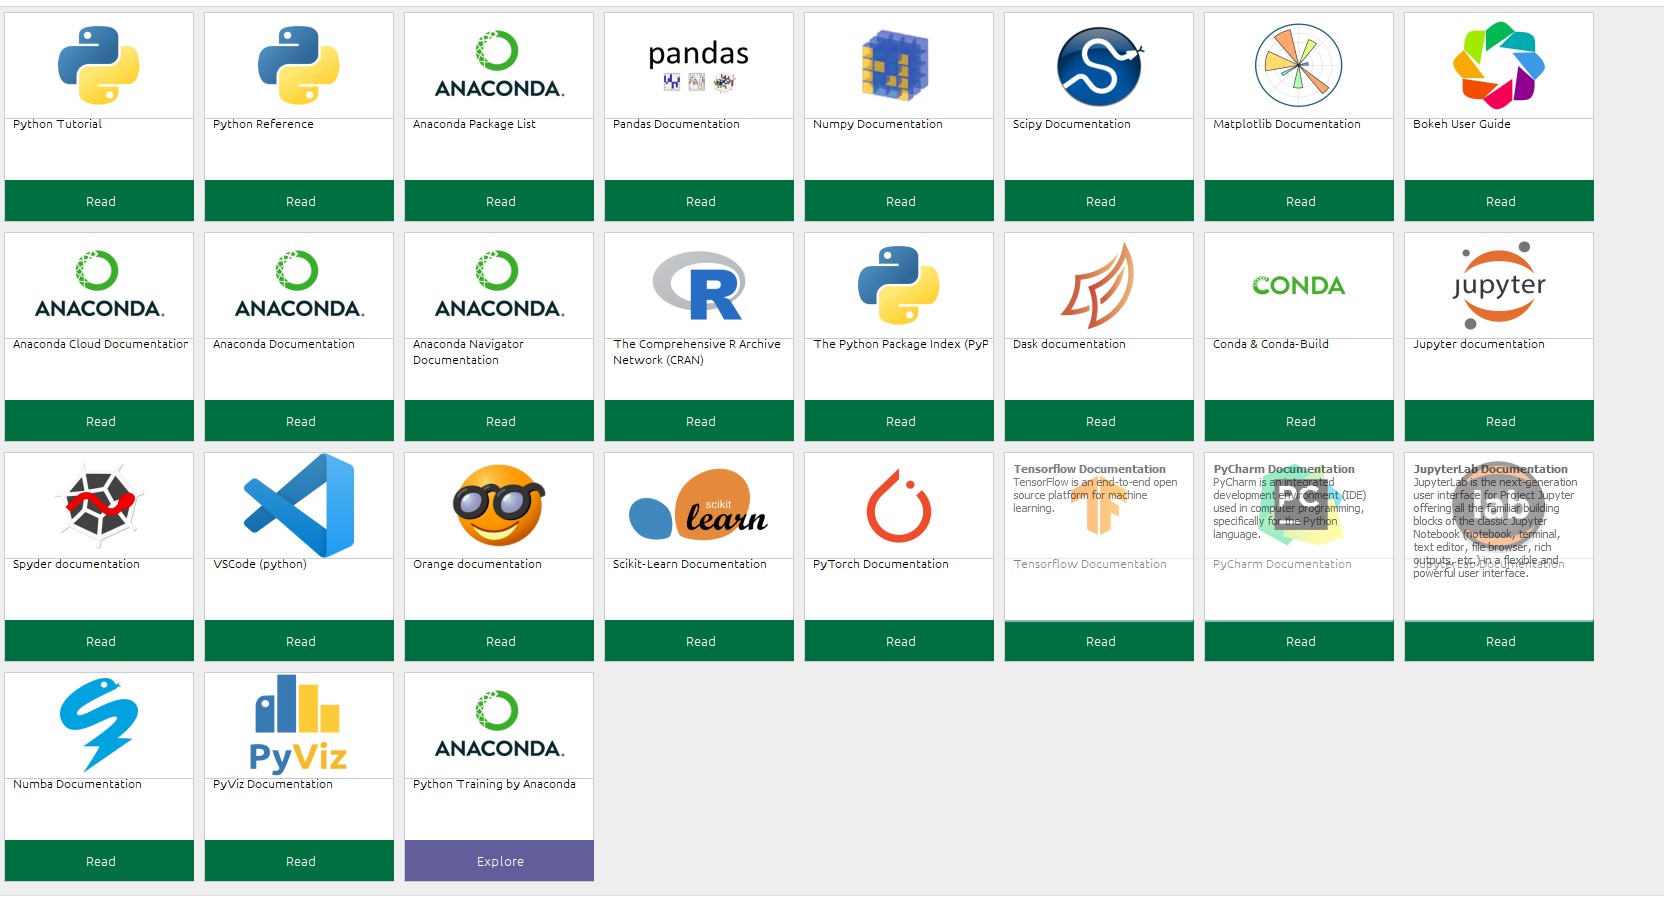 pandas
ANACONDA.
Python Tutorial
Python Reference
Anaconda Package List
Pandas Documentation
Numpy Documentation
Scipy Documentation
Matplotlib Documentation
Bokeh User Guide
Read
Read
Read
Read
Read
Read
Read
Read
ANACONDA.
ANACONDA.
ANACONDA.
R
CONDA
jupyter
Anaconda Cloud Documentation
Anaconda Documentation
Anaconda Navigator
Documentation
The Comprehensive R Archive
Network (CRAN)
The Python Package Index (PyP
Dask documentation
Conda & Conda-Build
Jupyter documentation
Read
Read
Read
Read
Read
Read
Read
Read
scikit
learn
Spyder documentation
VSCode (python)
Orange documentation
Scikit-Learn Documentation
PyTorch Documentation
Tensorflow Documentation
TensorFlow is an end-to-end open
source platform for machine
learning.
TF
Tensorflow Documentation
PyCharm Documentation
PyCharm is an integrated
development environment (IDE)
used in computer programming,
specifically for the Python
language.
PC
PyCharm Documentation
JupyterLab Documentation
JupyterLab is the next-generation
user interface for Project Jupyter
offering all the familiar building
blocks of the classic Jupyter
Notebook (notebook, terminal,
text editor, file browser, rich
outputs, etc.) in a flexible and
powerful user interface.
lab
JupyterLab Documentation
Read
Read
Read
Read
Read
Read
Read
Read
PyViz
ANACONDA.
Numba Documentation
PyViz Documentation
Python Training by Anaconda
Read
Read
Explore